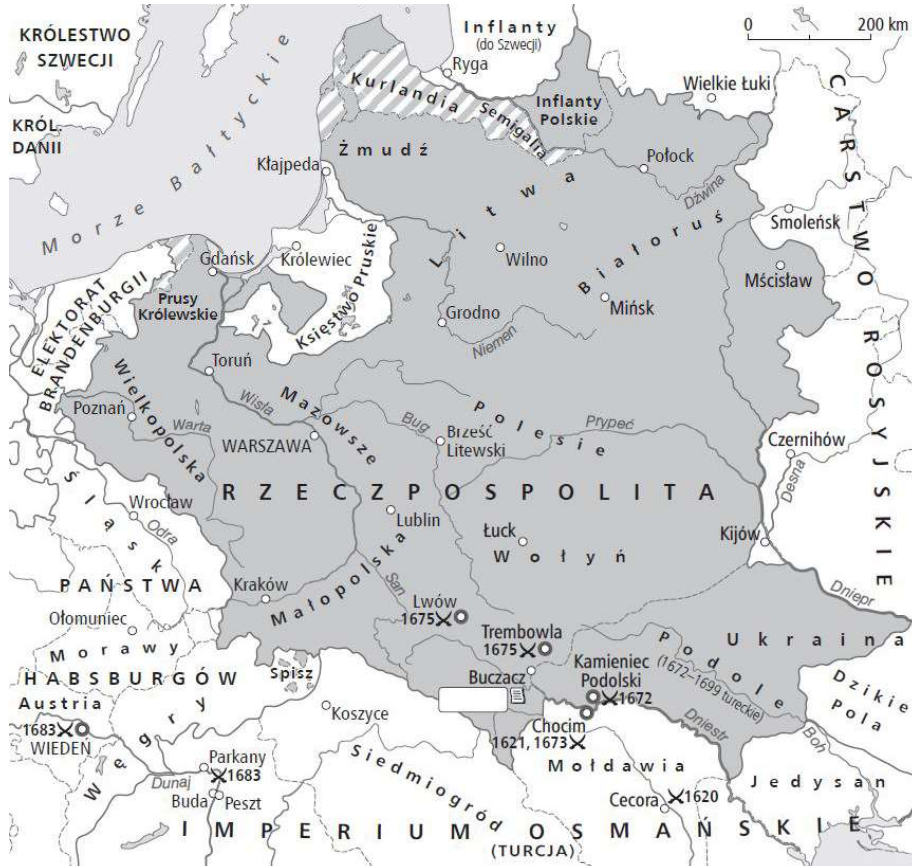 KRÓLESTWO
SZWECJI
Inflanty
(do Szwecji)
Ryga
0
200 km
KRÓL.
DANII
Kurlandia
Semigalia
Inflanty
Polskie
Wielkie Łuki
CARSTWO ROSYJSKIE
Morze Bałtyckie
Żmudź
Kłajpeda
Połock
Dźwina
Litwa
Smoleńsk
Gdańsk
Królewiec
Wilno
Białoruś
Mścisław
ELEKTORAT
BRANDENBURGII
Prusy
Królewskie
Księstwo Pruskie
Grodno
Mińsk
Niemen
Toruń
Wielkopolska
Wisła
Mazowsze
Poznań
Warta
WARSZAWA
Bug
Brześć
Litewski
Polesie
Prypeć
Czernihów
Desna
Śląsk
Wrocław
Odra
RZECZPOSPOLITA
Lublin
Łuck
Wołyń
Kijów
PAŃSTWA
Kraków
Małopolska
San
Dniepr
Ołomuniec
Lwów
1675
Trembowla
1675
Podole
(1672–1699 tureckie)
Ukraina
Morawy
HABSBURGÓW
Spisz
Buczacz
Kamieniec
Podolski
1672
Dzikie
Pola
Austria
1683
WIEDEŃ
Węgry
Koszyce
Chocim
1621, 1673
Dniestr
Boh
Parkany
1683
Dunaj
Buda
Peszt
Siedmiogród
Mołdawia
Jedysan
Cecora
1620
IMPERIUM OSMAŃSKIE
(TURCJA)